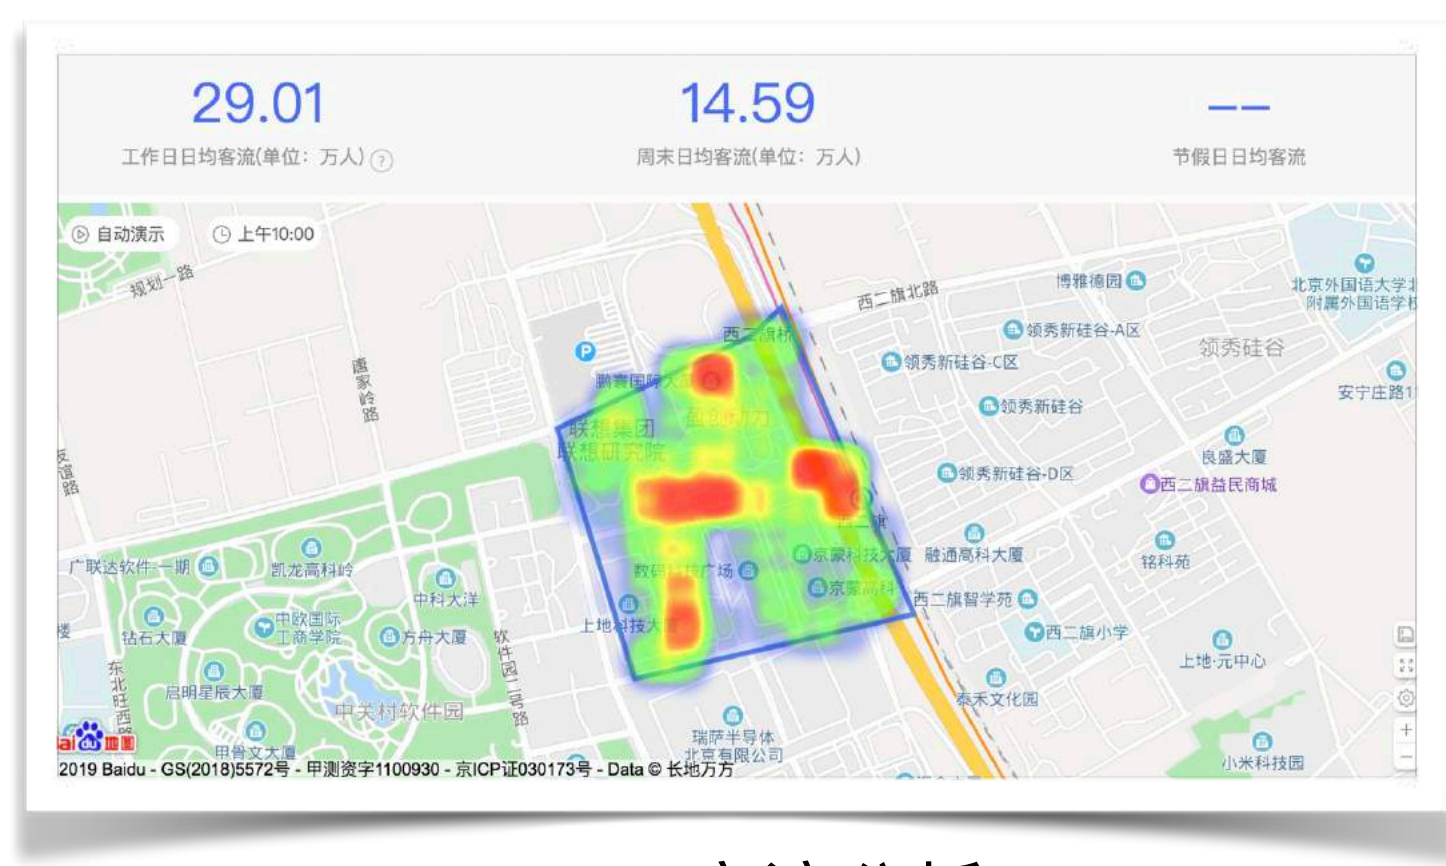 29.01
14.59
——
工作日日均客流(单位：万人)?
周末日均客流(单位：万人)
节假日日均客流
自动演示
上午10:00
规划一路
西二旗北路
博雅德园
北京外国语大学
附属外国语学校
西二旗桥
领秀新硅谷-A区
领秀硅谷
P
领秀新硅谷-C区
唐家岭路
鹏寰国际大
安宁庄路1
领秀新硅谷
联想集团
联想研究院
友谊路
良盛大厦
领秀新硅谷-D区
西二旗益民商城
西二旗
广联达软件一期
凯龙高科岭
数码科技广场
京蒙科技大厦
融通高科大厦
铭科苑
中科大洋
京蒙高科
西二旗智学苑
楼
钻石大厦
中欧国际
工商学院
方舟大厦
软件园二号路
上地科技大厦
西二旗小学
上地·元中心
东北旺西路
启明星辰大厦
中关村软件园
泰禾文化园
瑞萨半导体
北京有限公司
甲骨文大厦
小米科技园
Bai du 地图
2019 Baidu - GS(2018)5572号 - 甲测资字1100930 - 京ICP证030173号 - Data © 长地万方